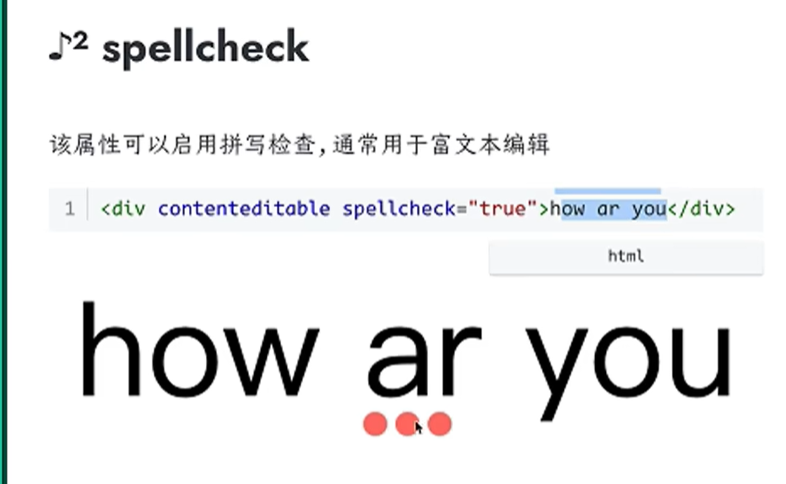 ♪² spellcheck
该属性可以启用拼写检查,通常用于富文本编辑
1 <div contenteditable spellcheck="true">how ar you</div>
html
how ar you